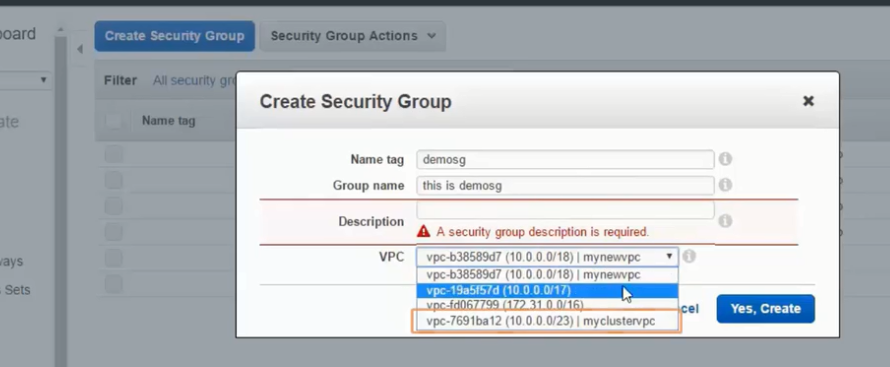 oard
Create Security Group
Security Group Actions
Filter All security gr
ate
Name tag
Create Security Group
Name tag demosg
Group name this is demosg
Description
A security group description is required.
VPC vpc-b38589d7 (10.0.0.0/18) | mynewvpc
vpc-b38589d7 (10.0.0.0/18) | mynewvpc
vpc-19a5f57d (10.0.0.0/17)
vpc-fd067799 (172.31.0.0/16)
vpc-7691ba12 (10.0.0.0/23) | myclustervpc
cel
Yes, Create
ways
s Sets